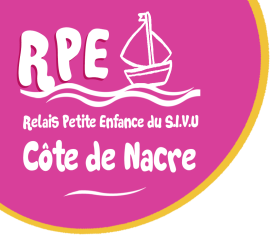 RPE
Relais Petite Enfance du S.I.V.U
Côte de Nacre